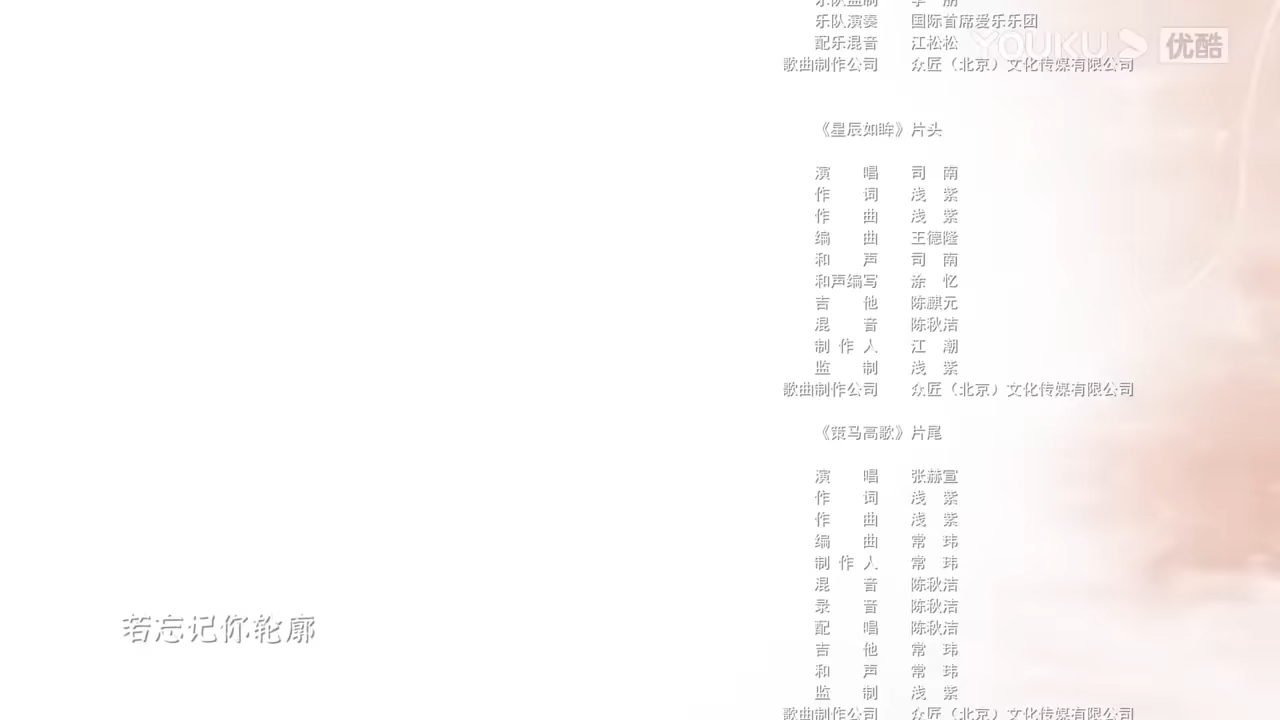 乐队监制 李 朋
乐队演奏 国际首席爱乐乐团
配乐混音 江松松
YOUKU 优酷
歌曲制作公司 众匠（北京）文化传媒有限公司
《星辰如眸》片头
演 唱 司 南
作 词 浅 紫
作 曲 浅 紫
编 曲 王德隆
和 声 司 南
和声编写 涂 忆
吉 他 陈麒元
混 音 陈秋洁
制 作 人 江 潮
监 制 浅 紫
歌曲制作公司 众匠（北京）文化传媒有限公司
《策马高歌》片尾
演 唱 张赫宣
作 词 浅 紫
作 曲 浅 紫
编 曲 常 玮
制 作 人 常 玮
混 音 陈秋洁
录 音 陈秋洁
配 唱 陈秋洁
若忘记你轮廓
吉 他 常 玮
和 声 常 玮
监 制 浅 紫
歌曲制作公司 众匠（北京）文化传媒有限公司